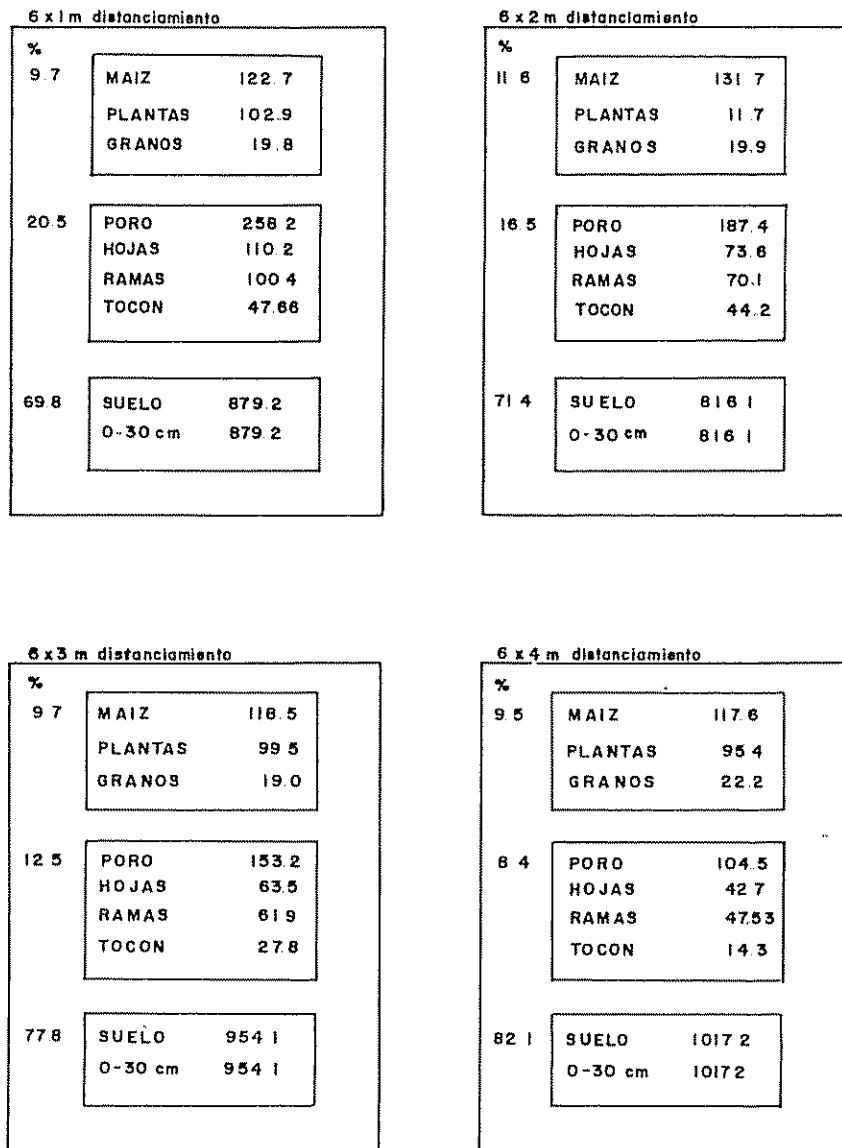 6 x 1 m distanciamiento
%
9.7 MAIZ 122.7
PLANTAS 102.9
GRANOS 19.8
20.5 PORO 258 2
HOJAS 110.2
RAMAS 100 4
TOCON 47.66
69.8 SUELO 879.2
0-30 cm 879.2
6 x 2 m distanciamiento
%
11 6 MAIZ 131 7
PLANTAS 11.7
GRANOS 19.9
16.5 PORO 187.4
HOJAS 73.6
RAMAS 70.1
TOCON 44.2
71 4 SUELO 816 1
0-30 cm 816 1
6 x 3 m distanciamiento
%
9 7 MAIZ 118.5
PLANTAS 99 5
GRANOS 19.0
12 5 PORO 153.2
HOJAS 63.5
RAMAS 61 9
TOCON 27.8
77 8 SUELO 954 1
0-30 cm 954 1
6 x 4 m distanciamiento
%
9 5 MAIZ 117.6
PLANTAS 95 4
GRANOS 22.2
8 4 PORO 104.5
HOJAS 42 7
RAMAS 47.53
TOCON 14.3
82 1 SUELO 1017 2
0-30 cm 1017 2